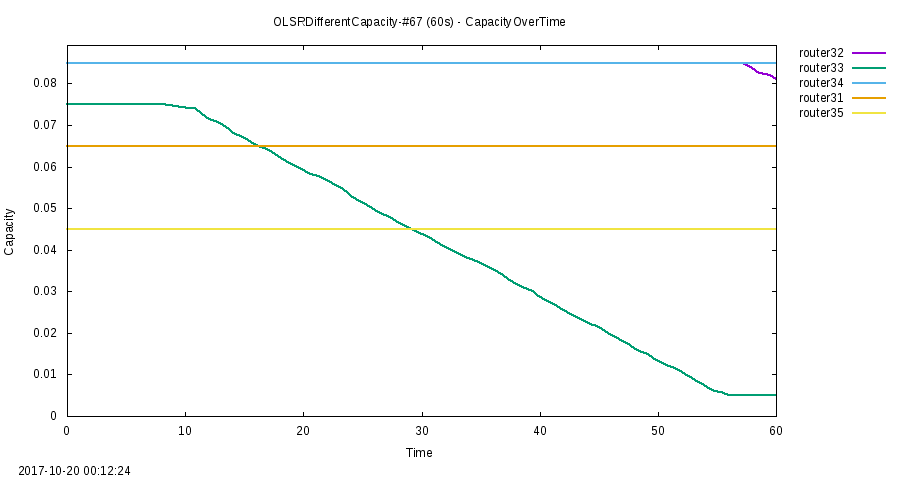 OLSRDifferentCapacity-#67 (60s) - CapacityOverTime
router32
router33
router34
router31
router35
0.08
0.07
0.06
0.05
0.04
0.03
0.02
0.01
0
Capacity
0 10 20 30 40 50 60
Time
2017-10-20 00:12:24